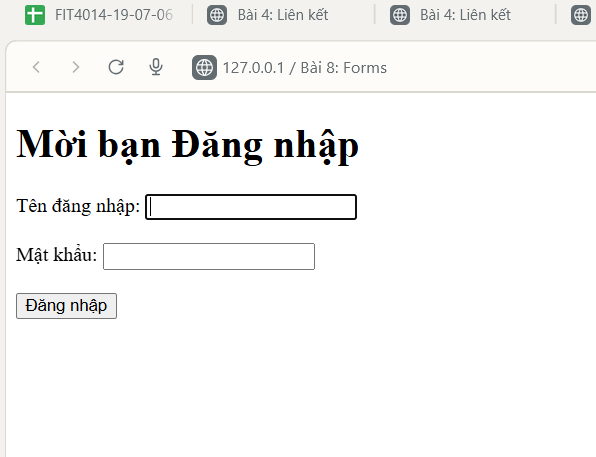 FIT4014-19-07-06
Bài 4: Liên kết
Bài 4: Liên kết
127.0.0.1 / Bài 8: Forms
Mời bạn Đăng nhập
Tên đăng nhập:
Mật khẩu:
Đăng nhập